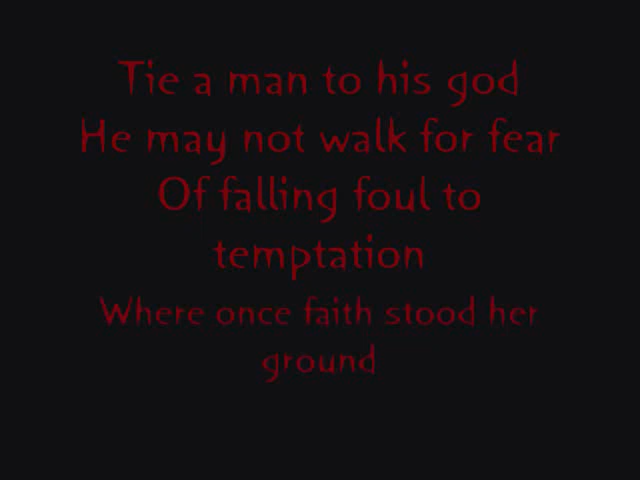 Tie a man to his god
He may not walk for fear
Of falling foul to
temptation
Where once faith stood her
ground